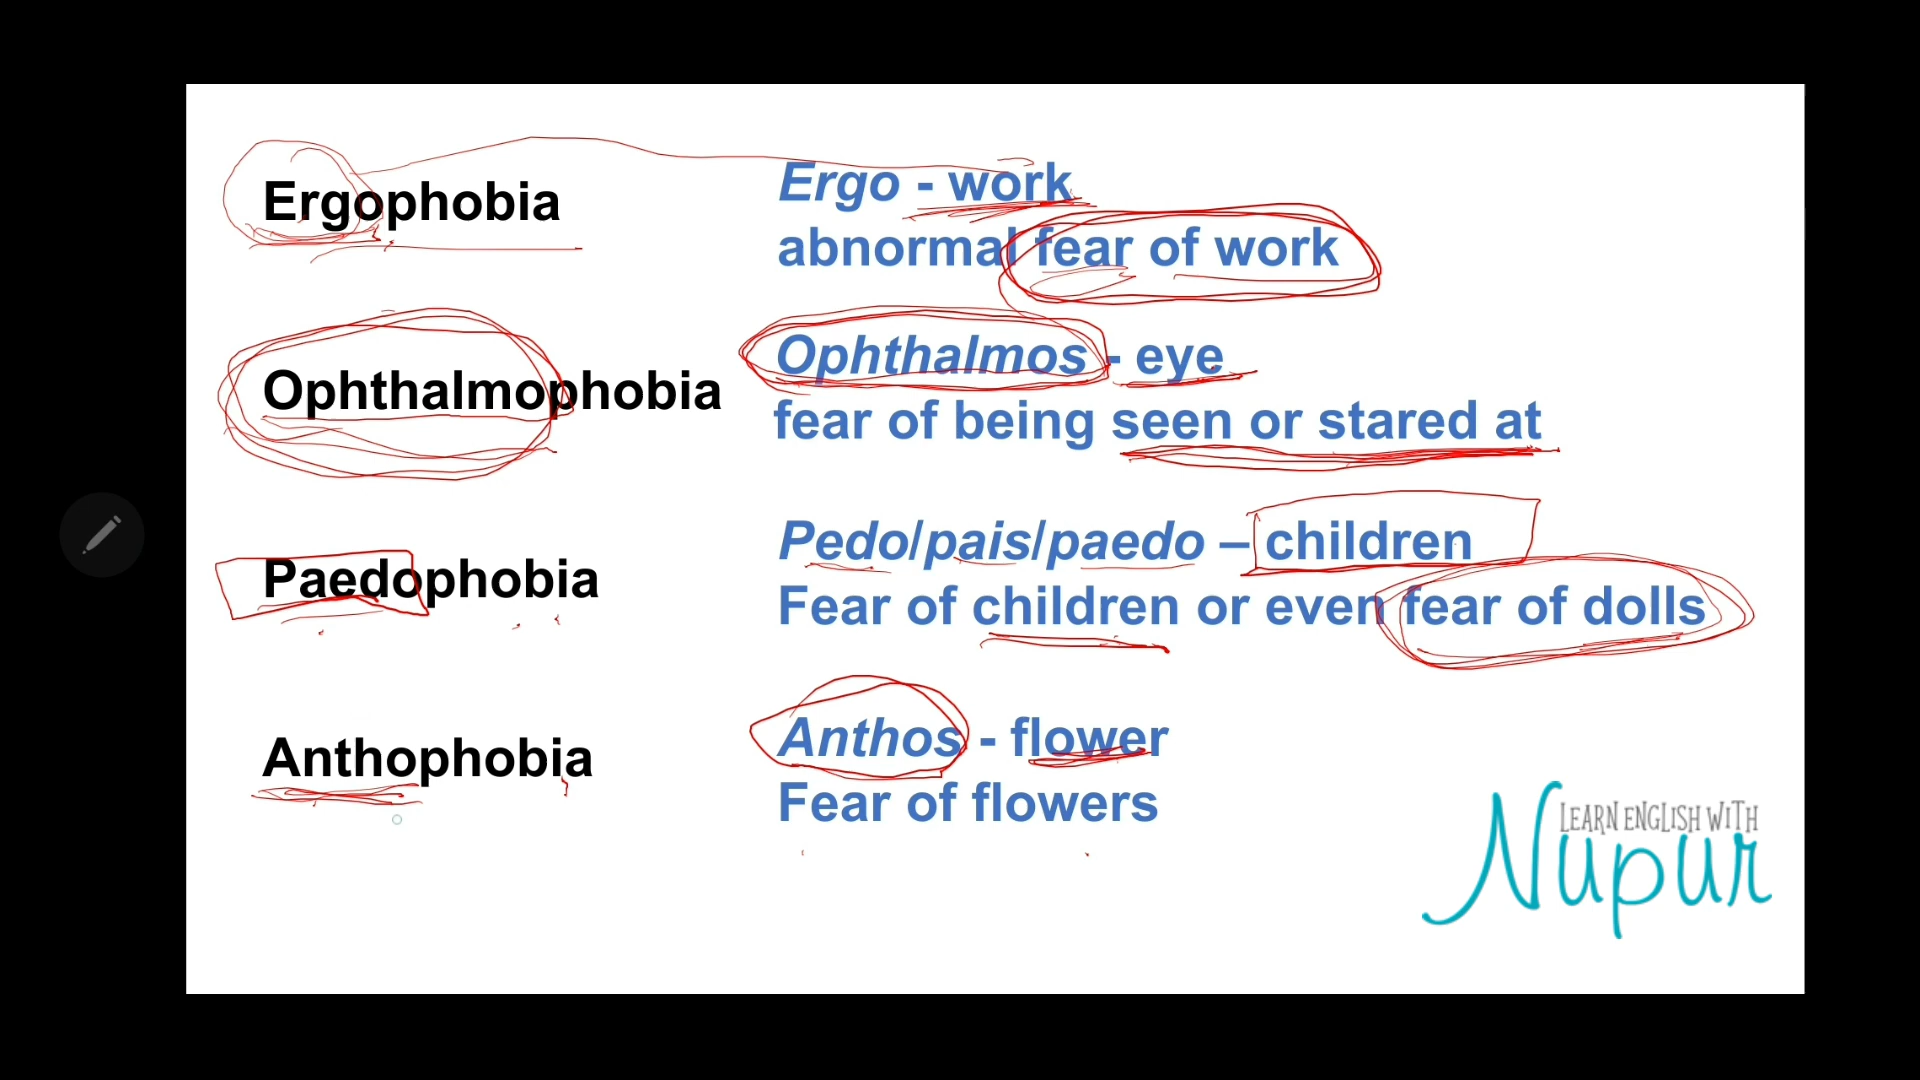 Ergophobia
Ergo - work
abnormal fear of work
Ophthalmophobia
Ophthalmos - eye
fear of being seen or stared at
Paedophobia
Pedo/pais/paedo – children
Fear of children or even fear of dolls
Anthophobia
Anthos - flower
Fear of flowers
LEARN ENGLISH WITH
Nupur